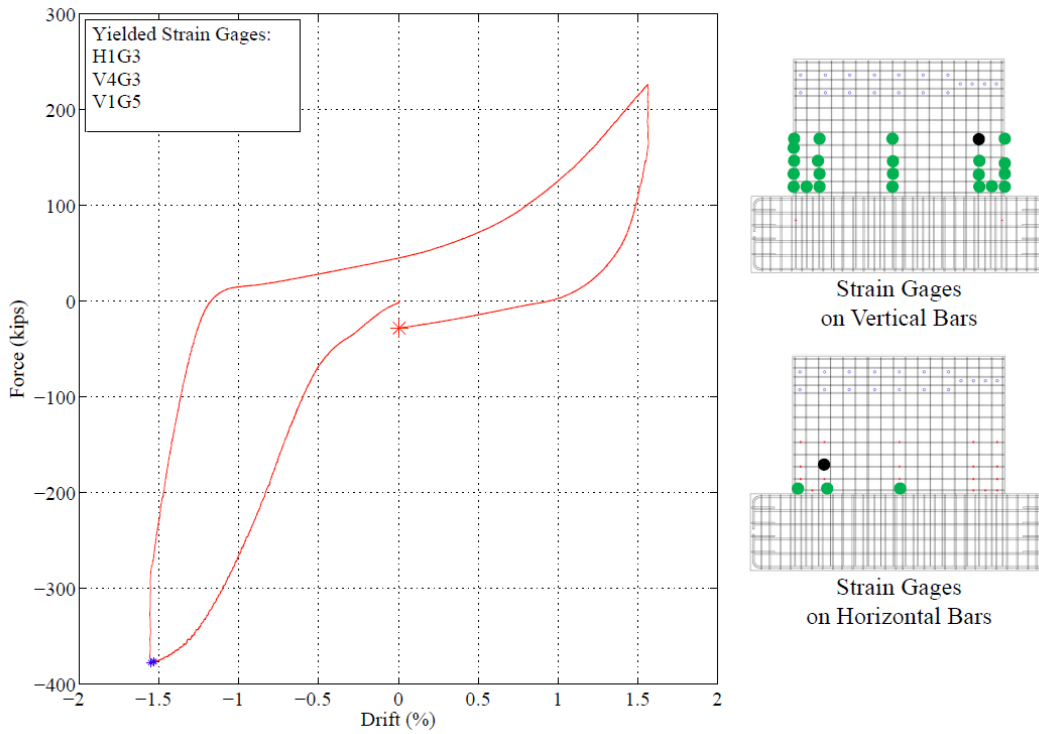 Yielded Strain Gages:
H1G3
V4G3
V1G5
300
200
100
0
−100
−200
−300
−400
Force (kips)
−2
−1.5
−1
−0.5
0
0.5
1
1.5
2
Drift (%)
Strain Gages
on Vertical Bars
Strain Gages
on Horizontal Bars